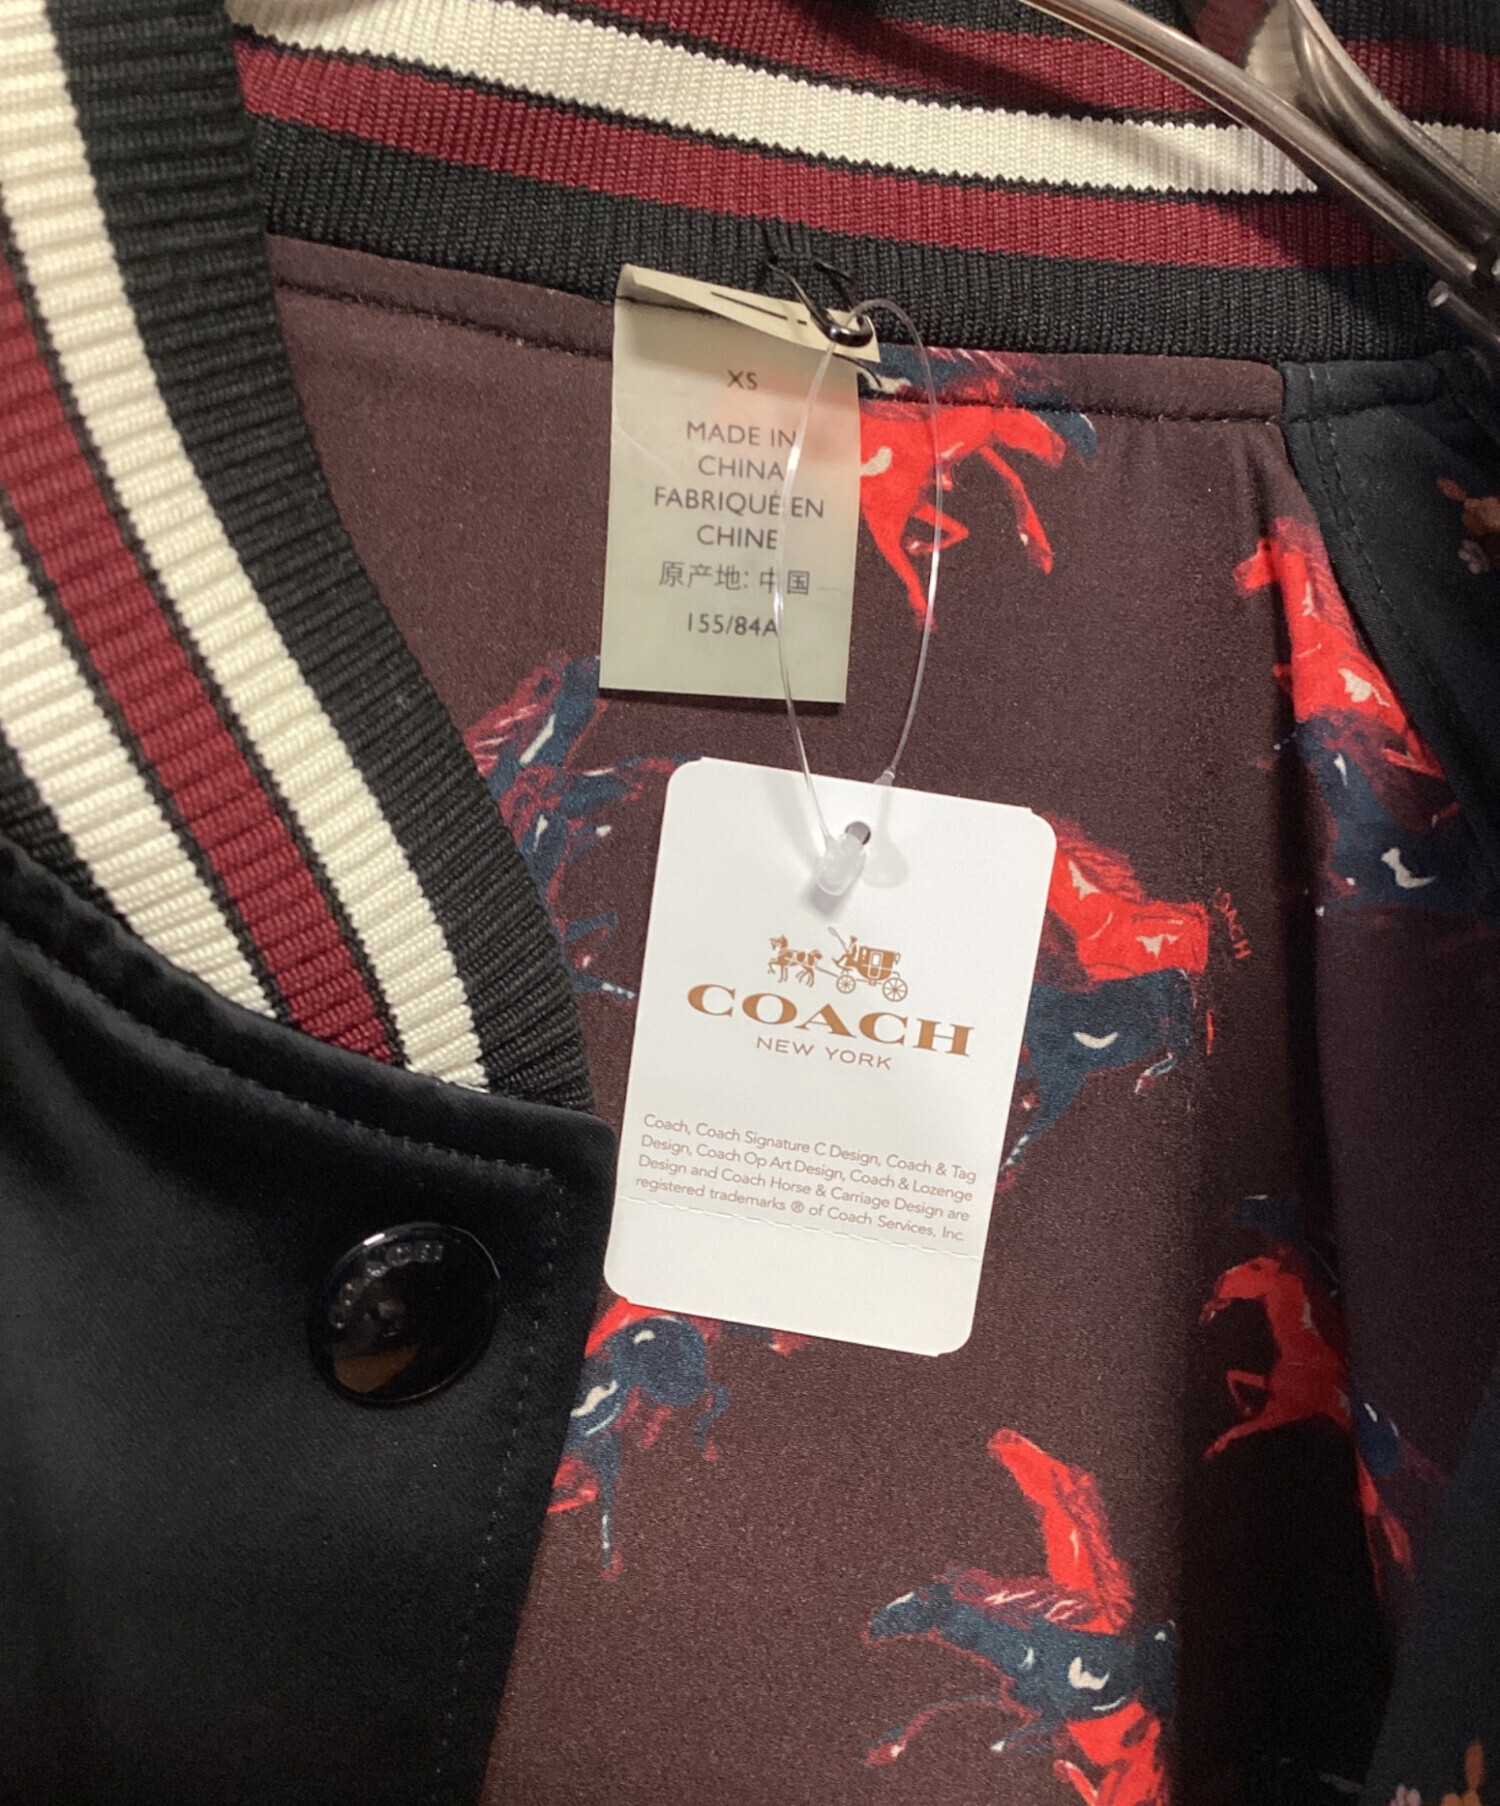 XS
MADE IN
CHINA
FABRIQUÉ EN
CHINE
原产地: 中国
155/84A
COACH
COACH
NEW YORK
Coach, Coach Signature C Design, Coach & Tag
Design, Coach Op Art Design, Coach & Lozenge
Design and Coach Horse & Carriage Design are
registered trademarks ® of Coach Services, Inc.